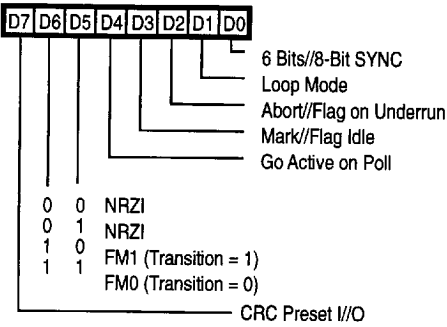 D7 D6 D5 D4 D3 D2 D1 D0
6 Bits//8-Bit SYNC
Loop Mode
Abort//Flag on Underrun
Mark//Flag Idle
Go Active on Poll
0 0 NRZI
0 1 NRZI
1 0 FM1 (Transition = 1)
1 1 FM0 (Transition = 0)
CRC Preset I//O